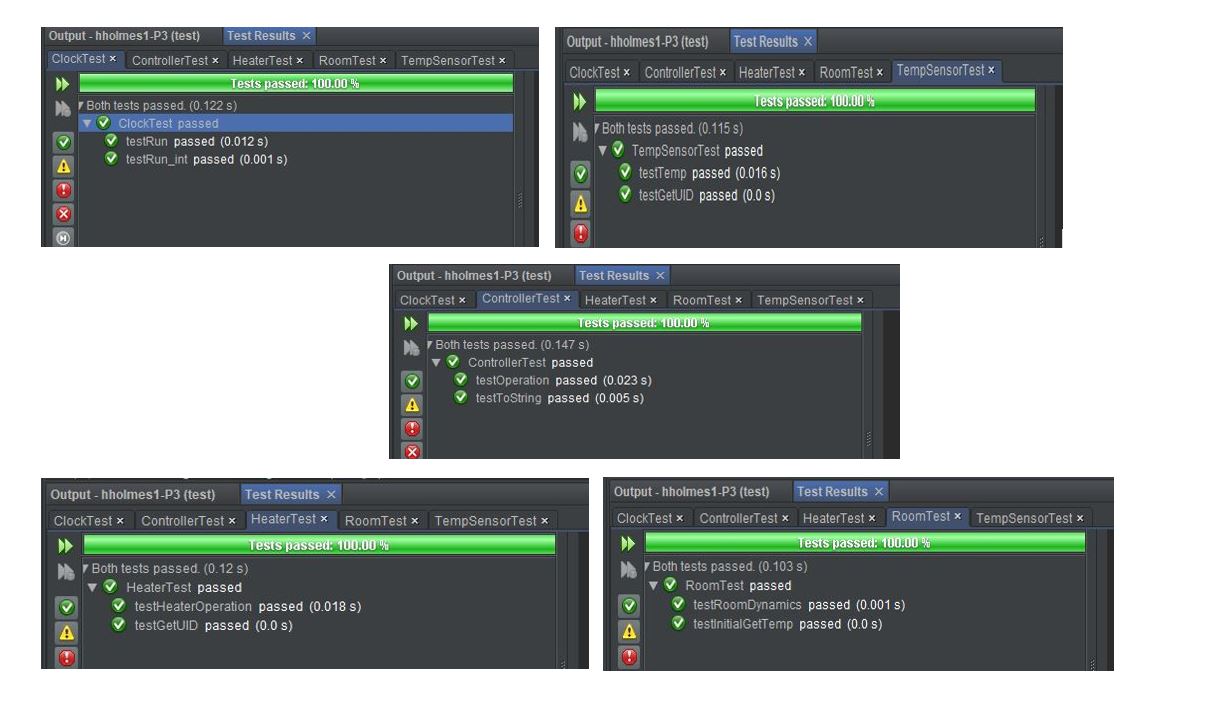 Output - hholmes1-P3 (test) Test Results ×
ClockTest × ControllerTest × HeaterTest × RoomTest × TempSensorTest ×
Tests passed: 100.00 %
Both tests passed. (0.122 s)
ClockTest passed
testRun passed (0.012 s)
testRun_int passed (0.001 s)
Output - hholmes1-P3 (test) Test Results ×
ClockTest × ControllerTest × HeaterTest × RoomTest × TempSensorTest ×
Tests passed: 100.00 %
Both tests passed. (0.115 s)
TempSensorTest passed
testTemp passed (0.016 s)
testGetUID passed (0.0 s)
Output - hholmes1-P3 (test) Test Results ×
ClockTest × ControllerTest × HeaterTest × RoomTest × TempSensorTest ×
Tests passed: 100.00 %
Both tests passed. (0.147 s)
ControllerTest passed
testOperation passed (0.023 s)
testToString passed (0.005 s)
Output - hholmes1-P3 (test) Test Results ×
ClockTest × ControllerTest × HeaterTest × RoomTest × TempSensorTest ×
Tests passed: 100.00 %
Both tests passed. (0.12 s)
HeaterTest passed
testHeaterOperation passed (0.018 s)
testGetUID passed (0.0 s)
Output - hholmes1-P3 (test) Test Results ×
ClockTest × ControllerTest × HeaterTest × RoomTest × TempSensorTest ×
Tests passed: 100.00 %
Both tests passed. (0.103 s)
RoomTest passed
testRoomDynamics passed (0.001 s)
testInitialGetTemp passed (0.0 s)